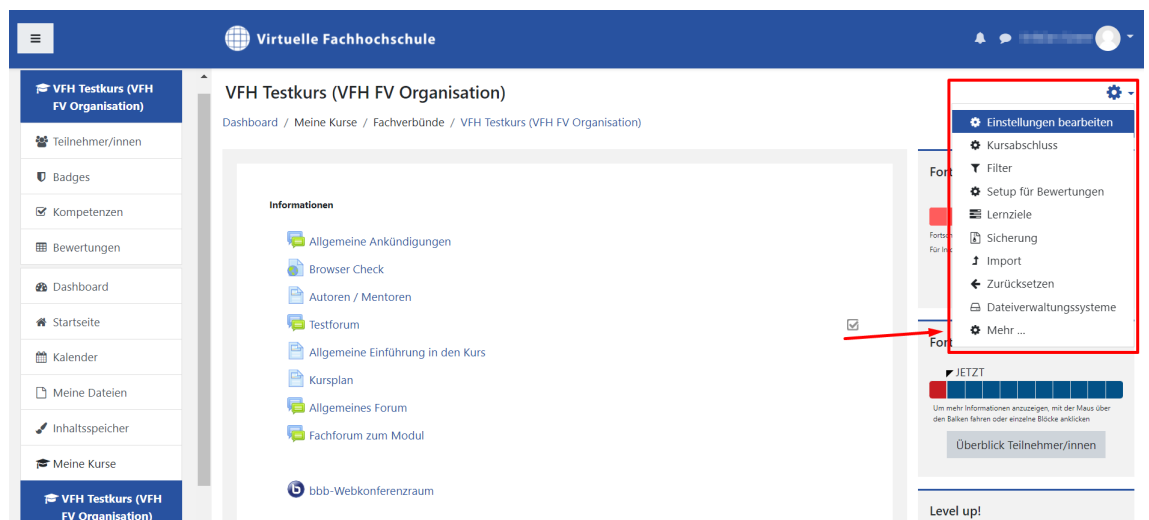 Virtuelle Fachhochschule
VFH Testkurs (VFH
FV Organisation)
Teilnehmer/innen
Badges
Kompetenzen
Bewertungen
Dashboard
Startseite
Kalender
Meine Dateien
Inhaltsspeicher
Meine Kurse
VFH Testkurs (VFH
FV Organisation)
VFH Testkurs (VFH FV Organisation)
Dashboard / Meine Kurse / Fachverbünde / VFH Testkurs (VFH FV Organisation)
Informationen
Allgemeine Ankündigungen
Browser Check
Autoren / Mentoren
Testforum
Allgemeine Einführung in den Kurs
Kursplan
Allgemeines Forum
Fachforum zum Modul
bbb-Webkonferenzraum
Einstellungen bearbeiten
Kursabschluss
Filter
Setup für Bewertungen
Lernziele
Sicherung
Import
Zurücksetzen
Dateiverwaltungssysteme
Mehr ...
JETZT
Um mehr Informationen anzuzeigen, mit der Maus über
den Balken fahren oder einzelne Blöcke anklicken
Überblick Teilnehmer/innen
Level up!